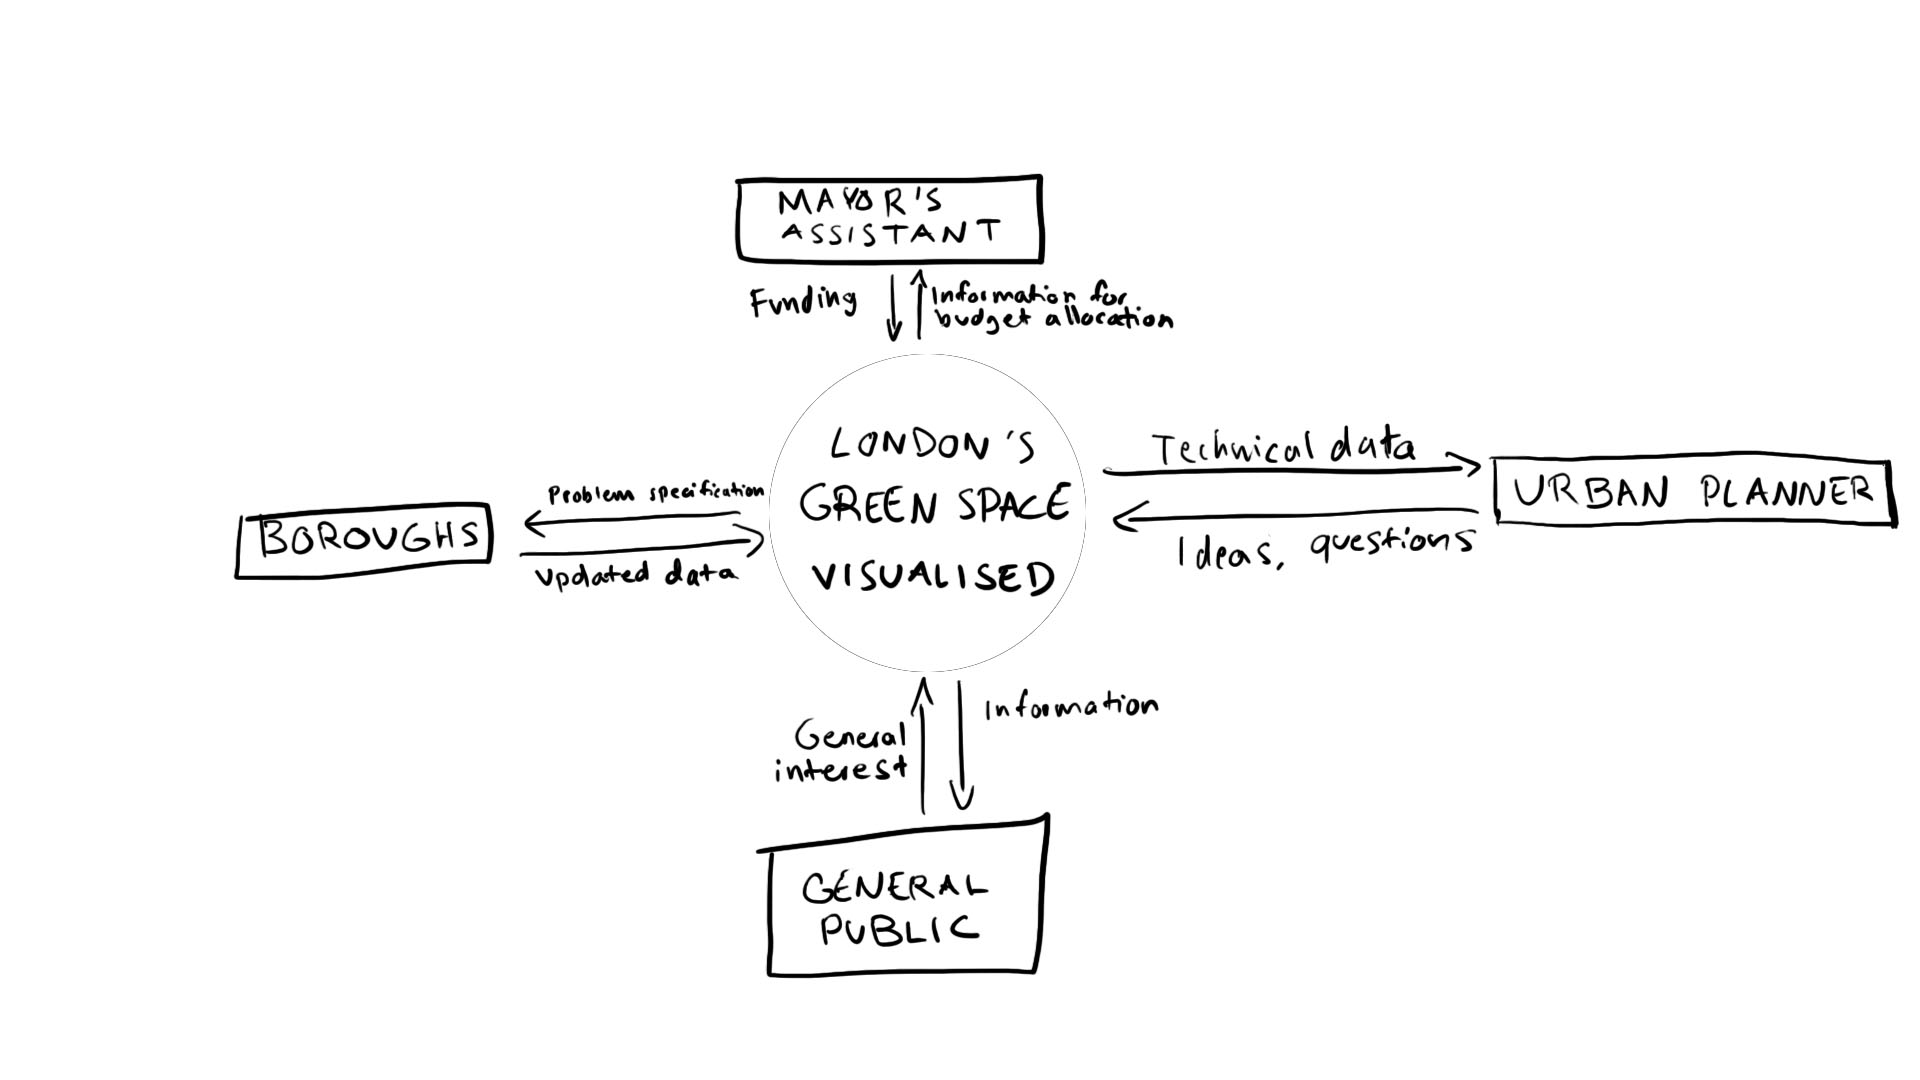 MAYOR'S
ASSISTANT
Funding
Information for
budget allocation
LONDON'S
GREEN SPACE
VISUALISED
Technical data
URBAN PLANNER
Ideas, questions
Problem specification
BOROUGHS
updated data
General
interest
Information
GENERAL
PUBLIC